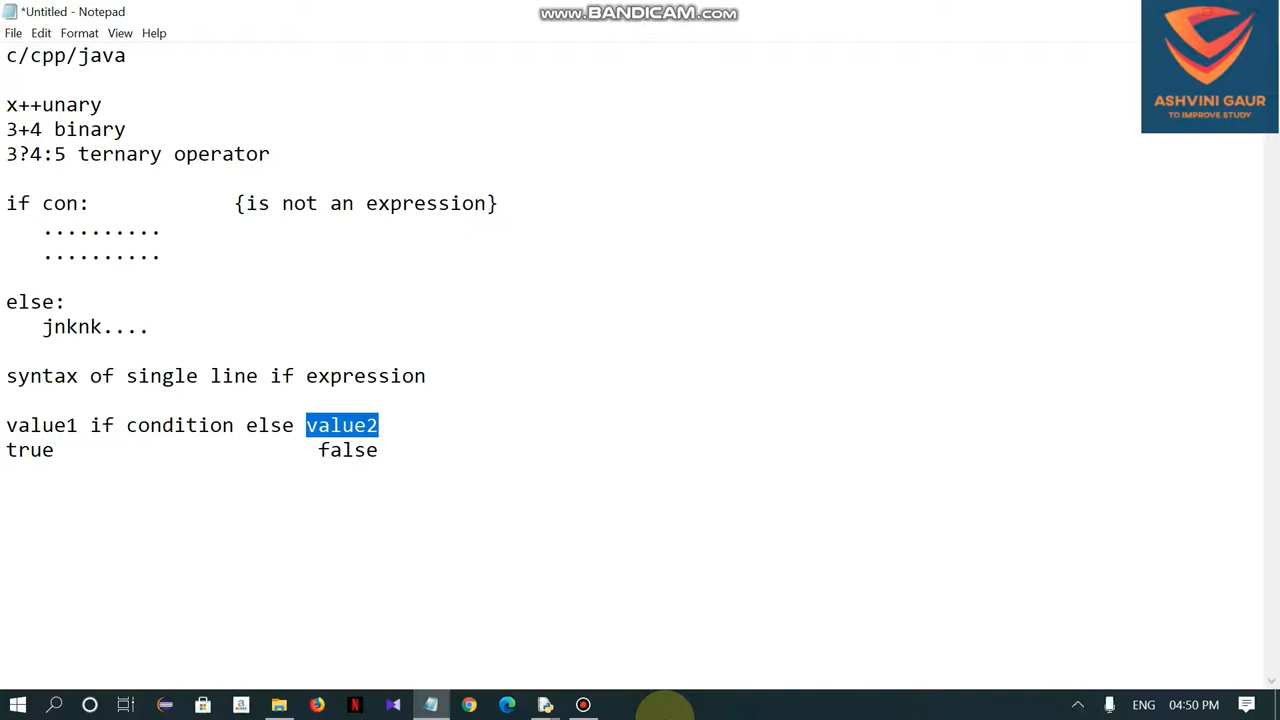 *Untitled - Notepad
www.BANDICAM.com
File Edit Format View Help
c/cpp/java
x++unary
3+4 binary
3?4:5 ternary operator
if con: {is not an expression}
..........
..........
else:
jnknk....
syntax of single line if expression
value1 if condition else value2
true false
ASHVINI GAUR
TO IMPROVE STUDY
ENG 04:50 PM